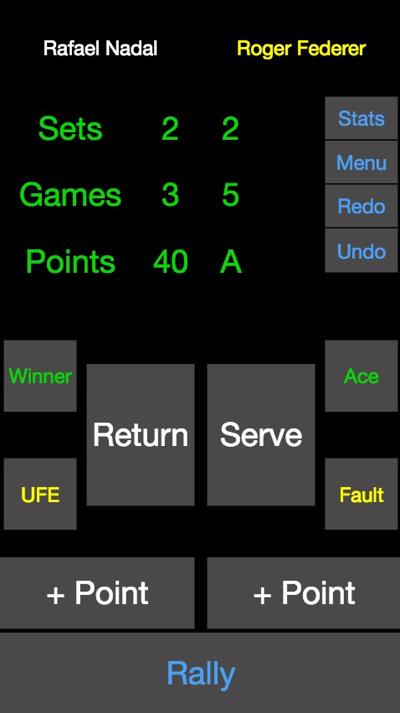 Rafael Nadal Roger Federer
Sets 2 2
Stats
Menu
Games 3 5
Redo
Points 40 A
Undo
Winner
Ace
Return Serve
UFE
Fault
+ Point + Point
Rally